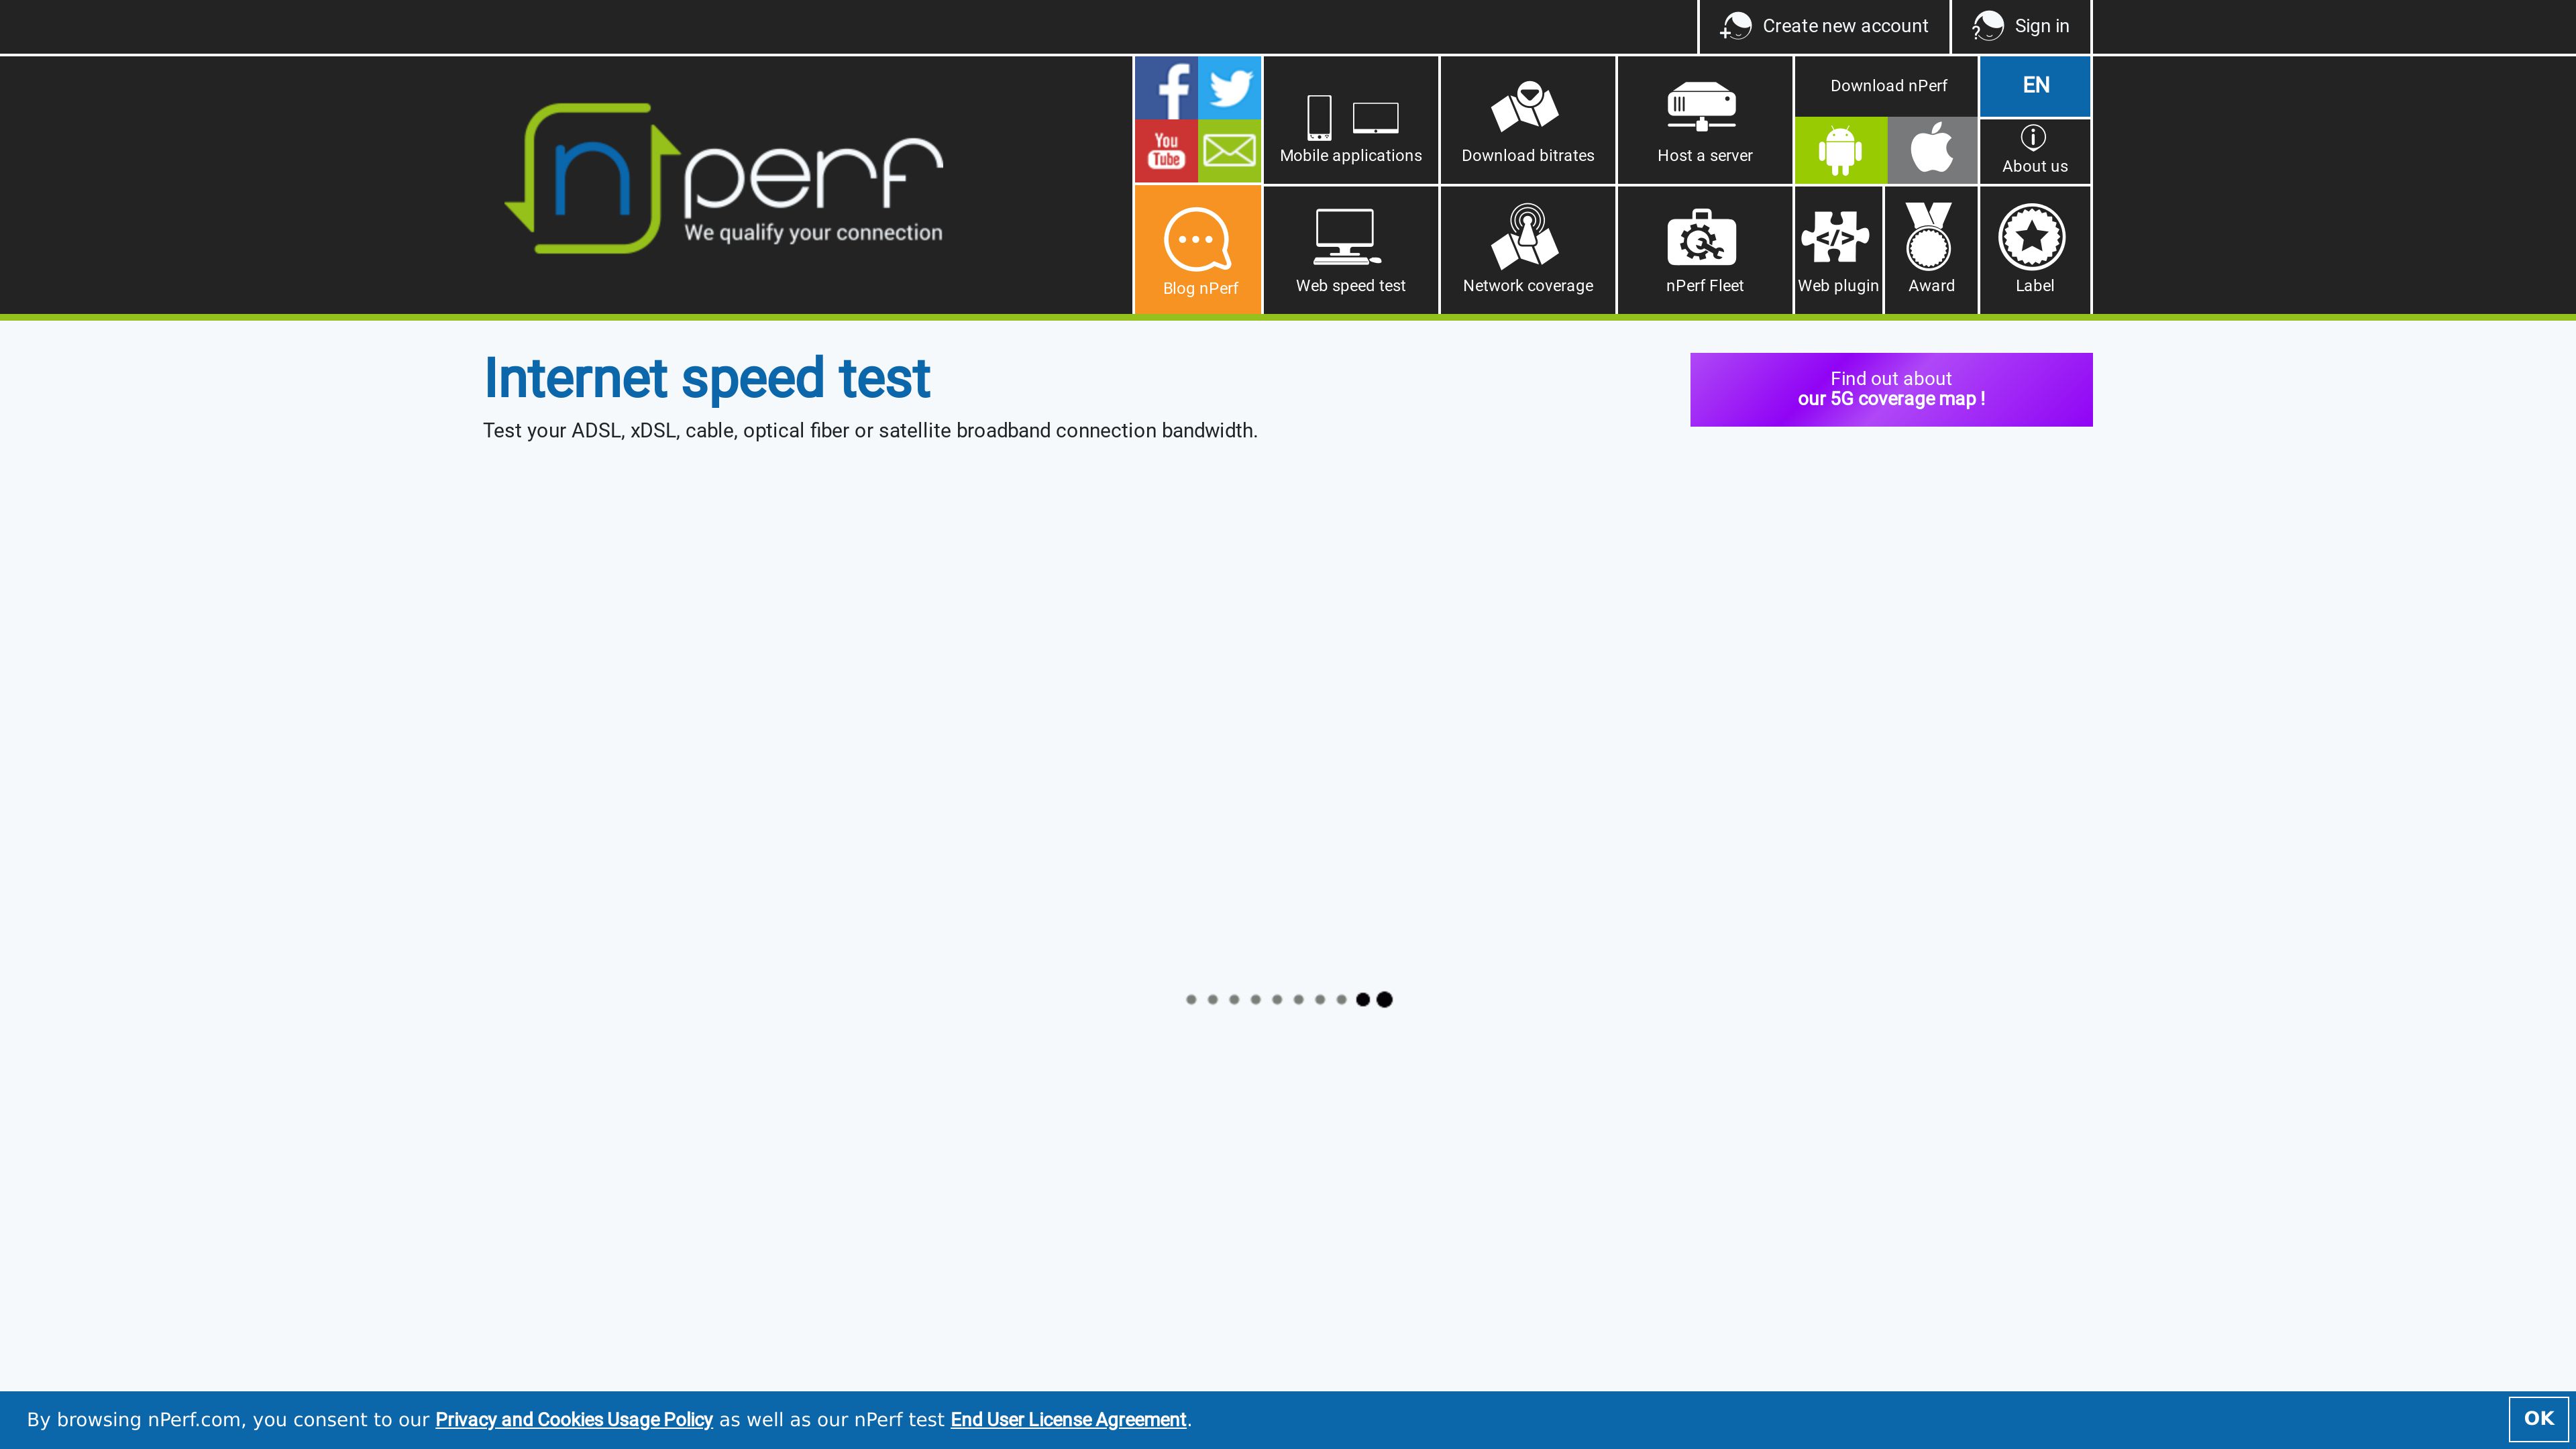 Create new account
Sign in
nperf
We qualify your connection
You
Tube
Mobile applications
Download bitrates
Host a server
Download nPerf
EN
About us
Blog nPerf
Web speed test
Network coverage
nPerf Fleet
Web plugin
Award
Label
Internet speed test
Test your ADSL, xDSL, cable, optical fiber or satellite broadband connection bandwidth.
Find out about
our 5G coverage map !
By browsing nPerf.com, you consent to our Privacy and Cookies Usage Policy as well as our nPerf test End User License Agreement.
OK